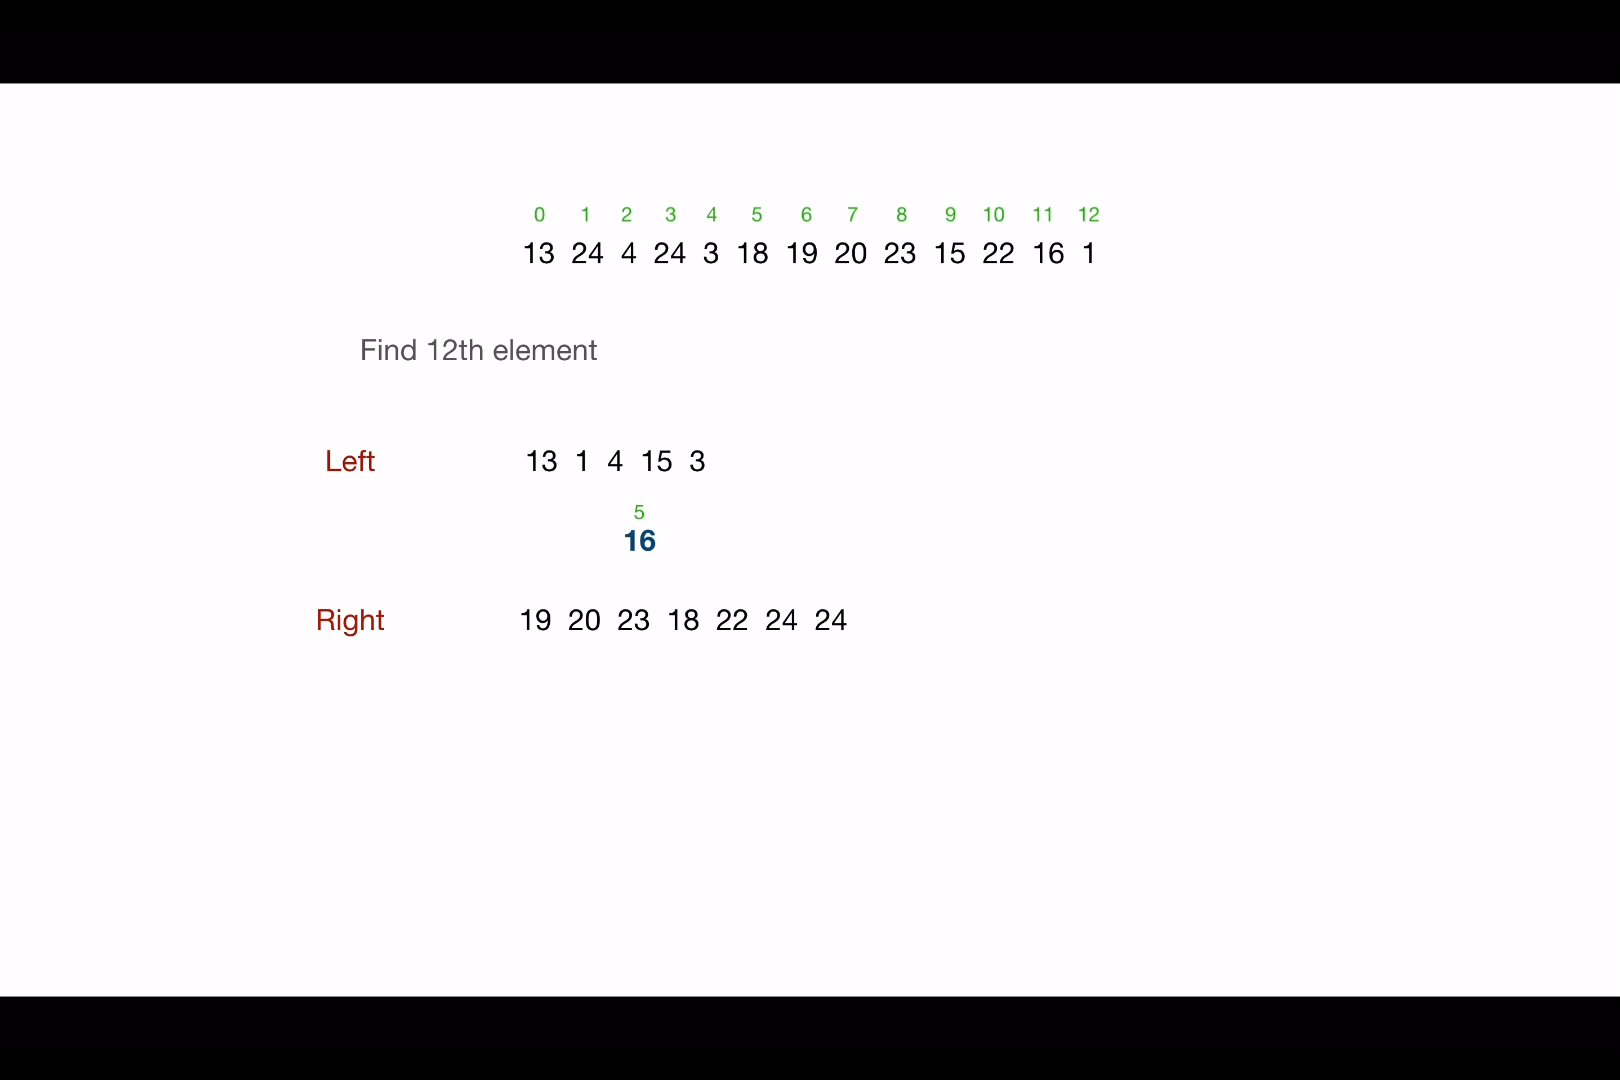 0 1 2 3 4 5 6 7 8 9 10 11 12
13 24 4 24 3 18 19 20 23 15 22 16 1
Find 12th element
Left 13 1 4 15 3
5
16
Right 19 20 23 18 22 24 24